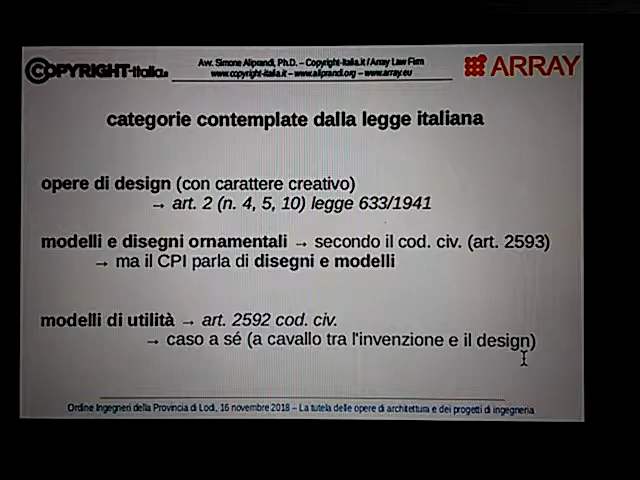 COPYRIGHT-Italia.it
Avv. Simone Aliprandi, Ph.D. – Copyright-Italia.it / Array Law Firm
www.copyright-italia.it – www.aliprandi.org – www.array.eu
ARRAY
categorie contemplate dalla legge italiana
opere di design (con carattere creativo)
→ art. 2 (n. 4, 5, 10) legge 633/1941
modelli e disegni ornamentali → secondo il cod. civ. (art. 2593)
→ ma il CPI parla di disegni e modelli
modelli di utilità → art. 2592 cod. civ.
→ caso a sé (a cavallo tra l'invenzione e il design)
Ordine Ingegneri della Provincia di Lodi, 16 novembre 2018 – La tutela delle opere di architettura e dei progetti di ingegneria